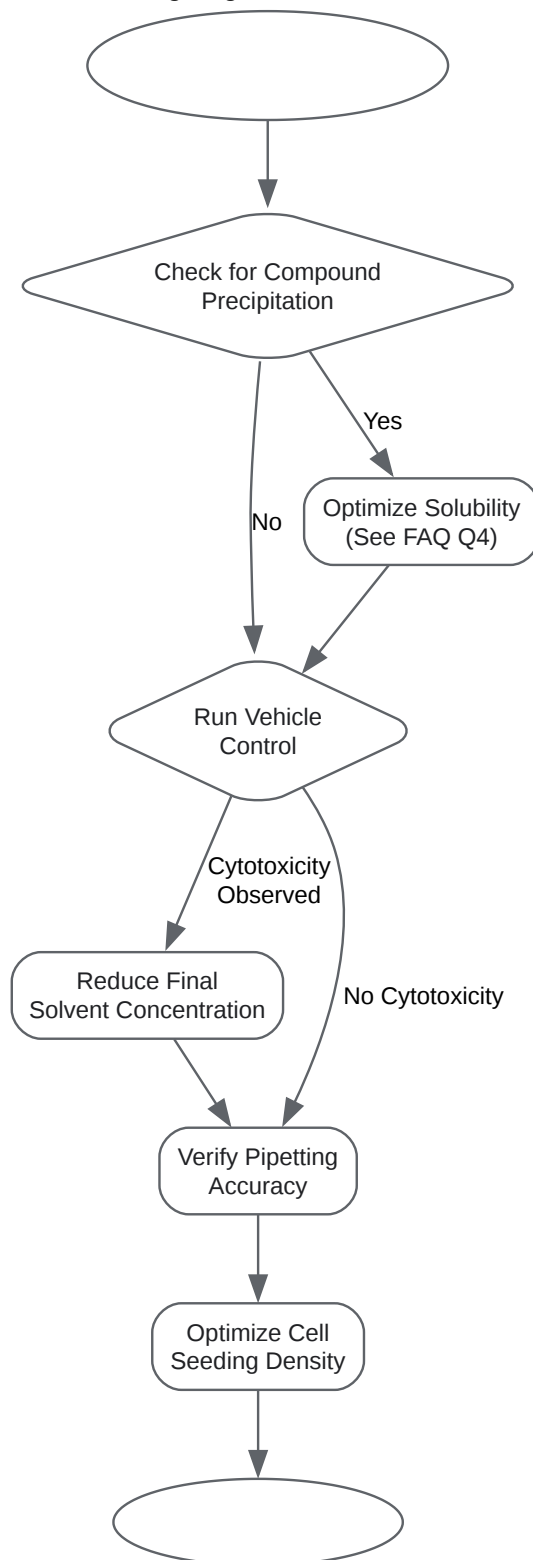 Check for Compound
Precipitation
Yes
No
Optimize Solubility
(See FAQ Q4)
Run Vehicle
Control
Cytotoxicity
Observed
Reduce Final
Solvent Concentration
No Cytotoxicity
Verify Pipetting
Accuracy
Optimize Cell
Seeding Density